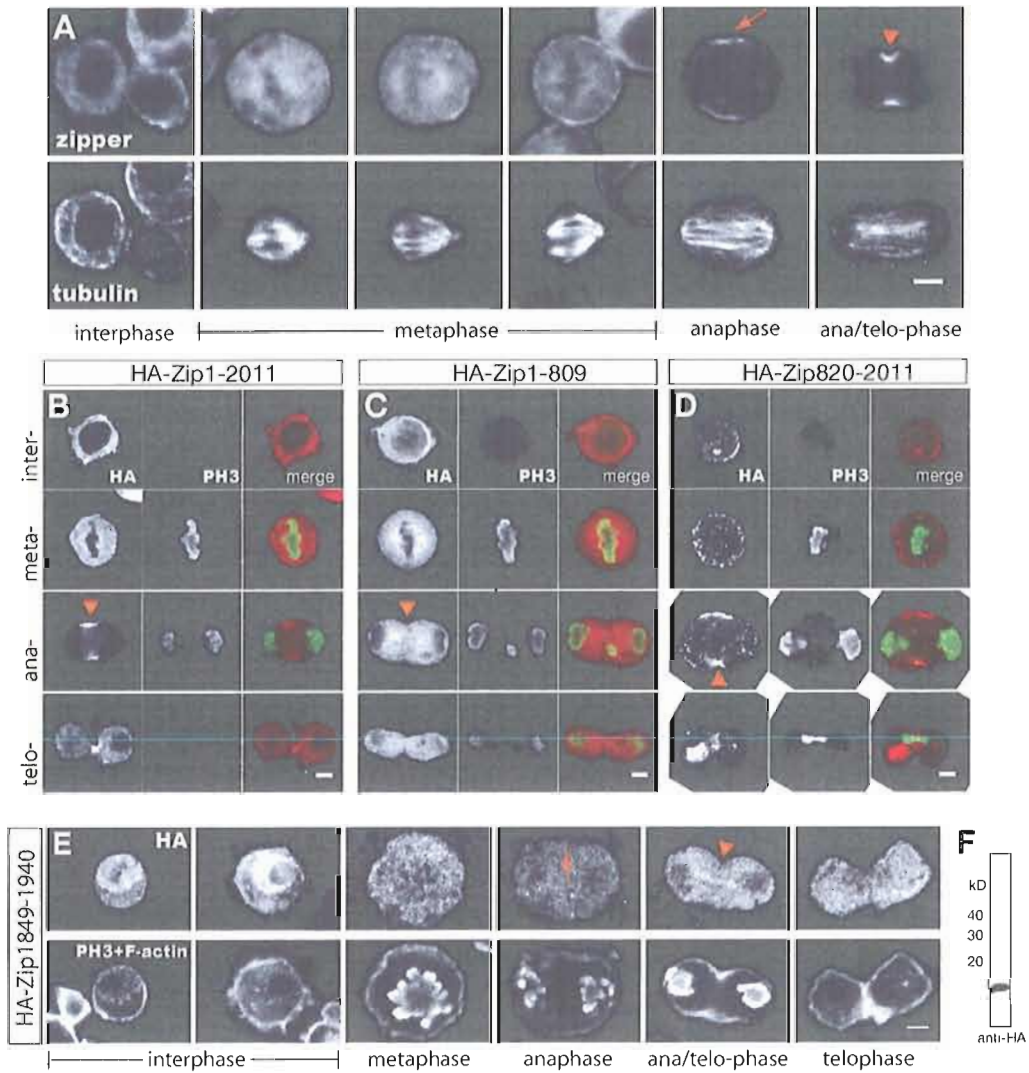 A
zipper
tubulin
interphase
metaphase
anaphase
ana/telo-phase
HA-Zip1-2011
HA-Zip1-809
HA-Zip820-2011
B
C
D
inter-
HA
PH3
merge
HA
PH3
merge
HA
PH3
merge
meta-
ana-
telo-
HA-Zip1849-1940
E
HA
PH3+F-actin
interphase
metaphase
anaphase
ana/telo-phase
telophase
F
kD
40
30
20
anti-HA